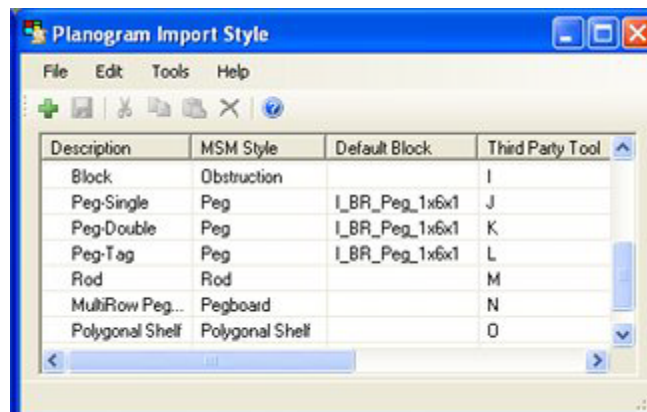 Planogram Import Style
File Edit Tools Help
Description MSM Style Default Block Third Party Tool
Block Obstruction I
Peg-Single Peg I_BR_Peg_1x6x1 J
Peg-Double Peg I_BR_Peg_1x6x1 K
Peg-Tag Peg I_BR_Peg_1x6x1 L
Rod Rod M
MultiRow Peg... Pegboard N
Polygonal Shelf Polygonal Shelf O